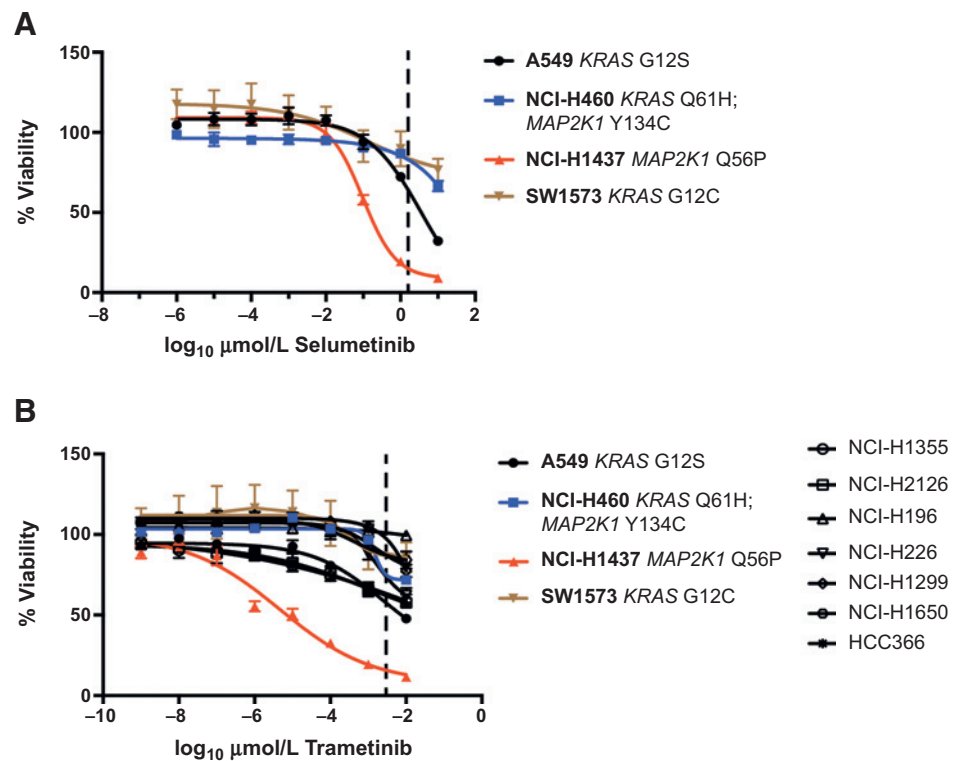 A
150
100
50
0
% Viability
–8
–6
–4
–2
0
2
log10 μmol/L Selumetinib
A549 KRAS G12S
NCI-H460 KRAS Q61H;
MAP2K1 Y134C
NCI-H1437 MAP2K1 Q56P
SW1573 KRAS G12C
B
150
100
50
0
% Viability
–10
–8
–6
–4
–2
0
log10 μmol/L Trametinib
A549 KRAS G12S
NCI-H460 KRAS Q61H;
MAP2K1 Y134C
NCI-H1437 MAP2K1 Q56P
SW1573 KRAS G12C
NCI-H1355
NCI-H2126
NCI-H196
NCI-H226
NCI-H1299
NCI-H1650
HCC366